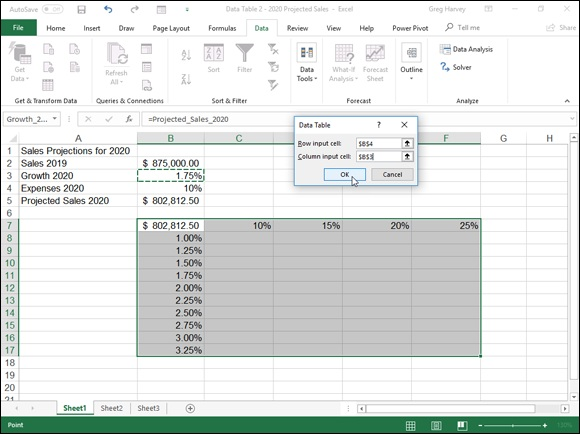 AutoSave Off Data Table 2 - 2020 Projected Sales - Excel Greg Harvey
File Home Insert Draw Page Layout Formulas Data Review View Help Power Pivot Tell me Share
Get Data
Refresh All
Sort Filter
Data Tools
What-If Analysis
Forecast Sheet
Outline
Data Analysis
Solver
Get & Transform Data Queries & Connections Sort & Filter Forecast Analyze
Growth_2... =Projected_Sales_2020
A B C D E F G H
1 Sales Projections for 2020
2 Sales 2019 $ 875,000.00
3 Growth 2020 1.75%
4 Expenses 2020 10%
5 Projected Sales 2020 $ 802,812.50
6
7 $ 802,812.50 10% 15% 20% 25%
8 1.00%
9 1.25%
10 1.50%
11 1.75%
12 2.00%
13 2.25%
14 2.50%
15 2.75%
16 3.00%
17 3.25%
18
19
20
21
Data Table
Row input cell: $B$4
Column input cell: $B$3
OK Cancel
Sheet1 Sheet2 Sheet3
Point